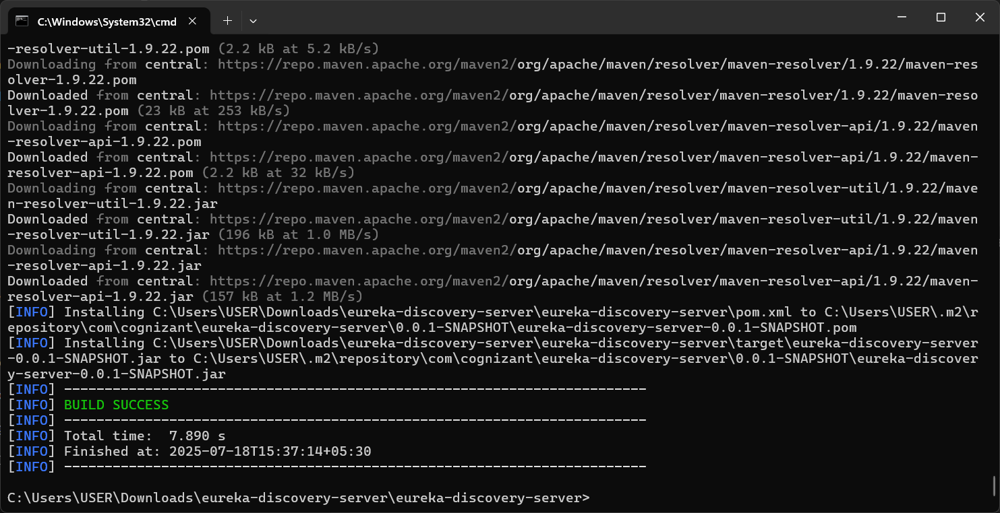 C:\Windows\System32\cmd
-resolver-util-1.9.22.pom (2.2 kB at 5.2 kB/s)
Downloading from central: https://repo.maven.apache.org/maven2/org/apache/maven/resolver/maven-resolver/1.9.22/maven-res
olver-1.9.22.pom
Downloaded from central: https://repo.maven.apache.org/maven2/org/apache/maven/resolver/maven-resolver/1.9.22/maven-reso
lver-1.9.22.pom (23 kB at 253 kB/s)
Downloading from central: https://repo.maven.apache.org/maven2/org/apache/maven/resolver/maven-resolver-api/1.9.22/maven
-resolver-api-1.9.22.pom
Downloaded from central: https://repo.maven.apache.org/maven2/org/apache/maven/resolver/maven-resolver-api/1.9.22/maven-
resolver-api-1.9.22.pom (2.2 kB at 32 kB/s)
Downloading from central: https://repo.maven.apache.org/maven2/org/apache/maven/resolver/maven-resolver-util/1.9.22/mave
n-resolver-util-1.9.22.jar
Downloaded from central: https://repo.maven.apache.org/maven2/org/apache/maven/resolver/maven-resolver-util/1.9.22/maven
-resolver-util-1.9.22.jar (196 kB at 1.0 MB/s)
Downloading from central: https://repo.maven.apache.org/maven2/org/apache/maven/resolver/maven-resolver-api/1.9.22/maven
-resolver-api-1.9.22.jar
Downloaded from central: https://repo.maven.apache.org/maven2/org/apache/maven/resolver/maven-resolver-api/1.9.22/maven-
resolver-api-1.9.22.jar (157 kB at 1.2 MB/s)
[INFO] Installing C:\Users\USER\Downloads\eureka-discovery-server\eureka-discovery-server\pom.xml to C:\Users\USER\.m2\r
epository\com\cognizant\eureka-discovery-server\0.0.1-SNAPSHOT\eureka-discovery-server-0.0.1-SNAPSHOT.pom
[INFO] Installing C:\Users\USER\Downloads\eureka-discovery-server\eureka-discovery-server\target\eureka-discovery-server
-0.0.1-SNAPSHOT.jar to C:\Users\USER\.m2\repository\com\cognizant\eureka-discovery-server\0.0.1-SNAPSHOT\eureka-discover
y-server-0.0.1-SNAPSHOT.jar
[INFO] ------------------------------------------------------------------------
[INFO] BUILD SUCCESS
[INFO] ------------------------------------------------------------------------
[INFO] Total time:  7.890 s
[INFO] Finished at: 2025-07-18T15:37:14+05:30
[INFO] ------------------------------------------------------------------------
C:\Users\USER\Downloads\eureka-discovery-server\eureka-discovery-server>